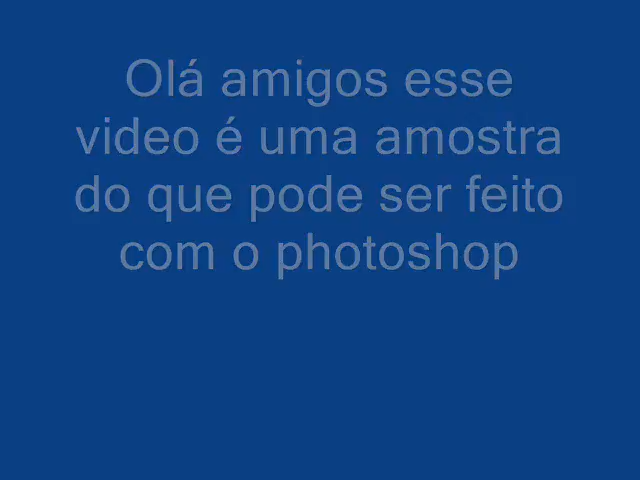 Olá amigos esse
video é uma amostra
do que pode ser feito
com o photoshop